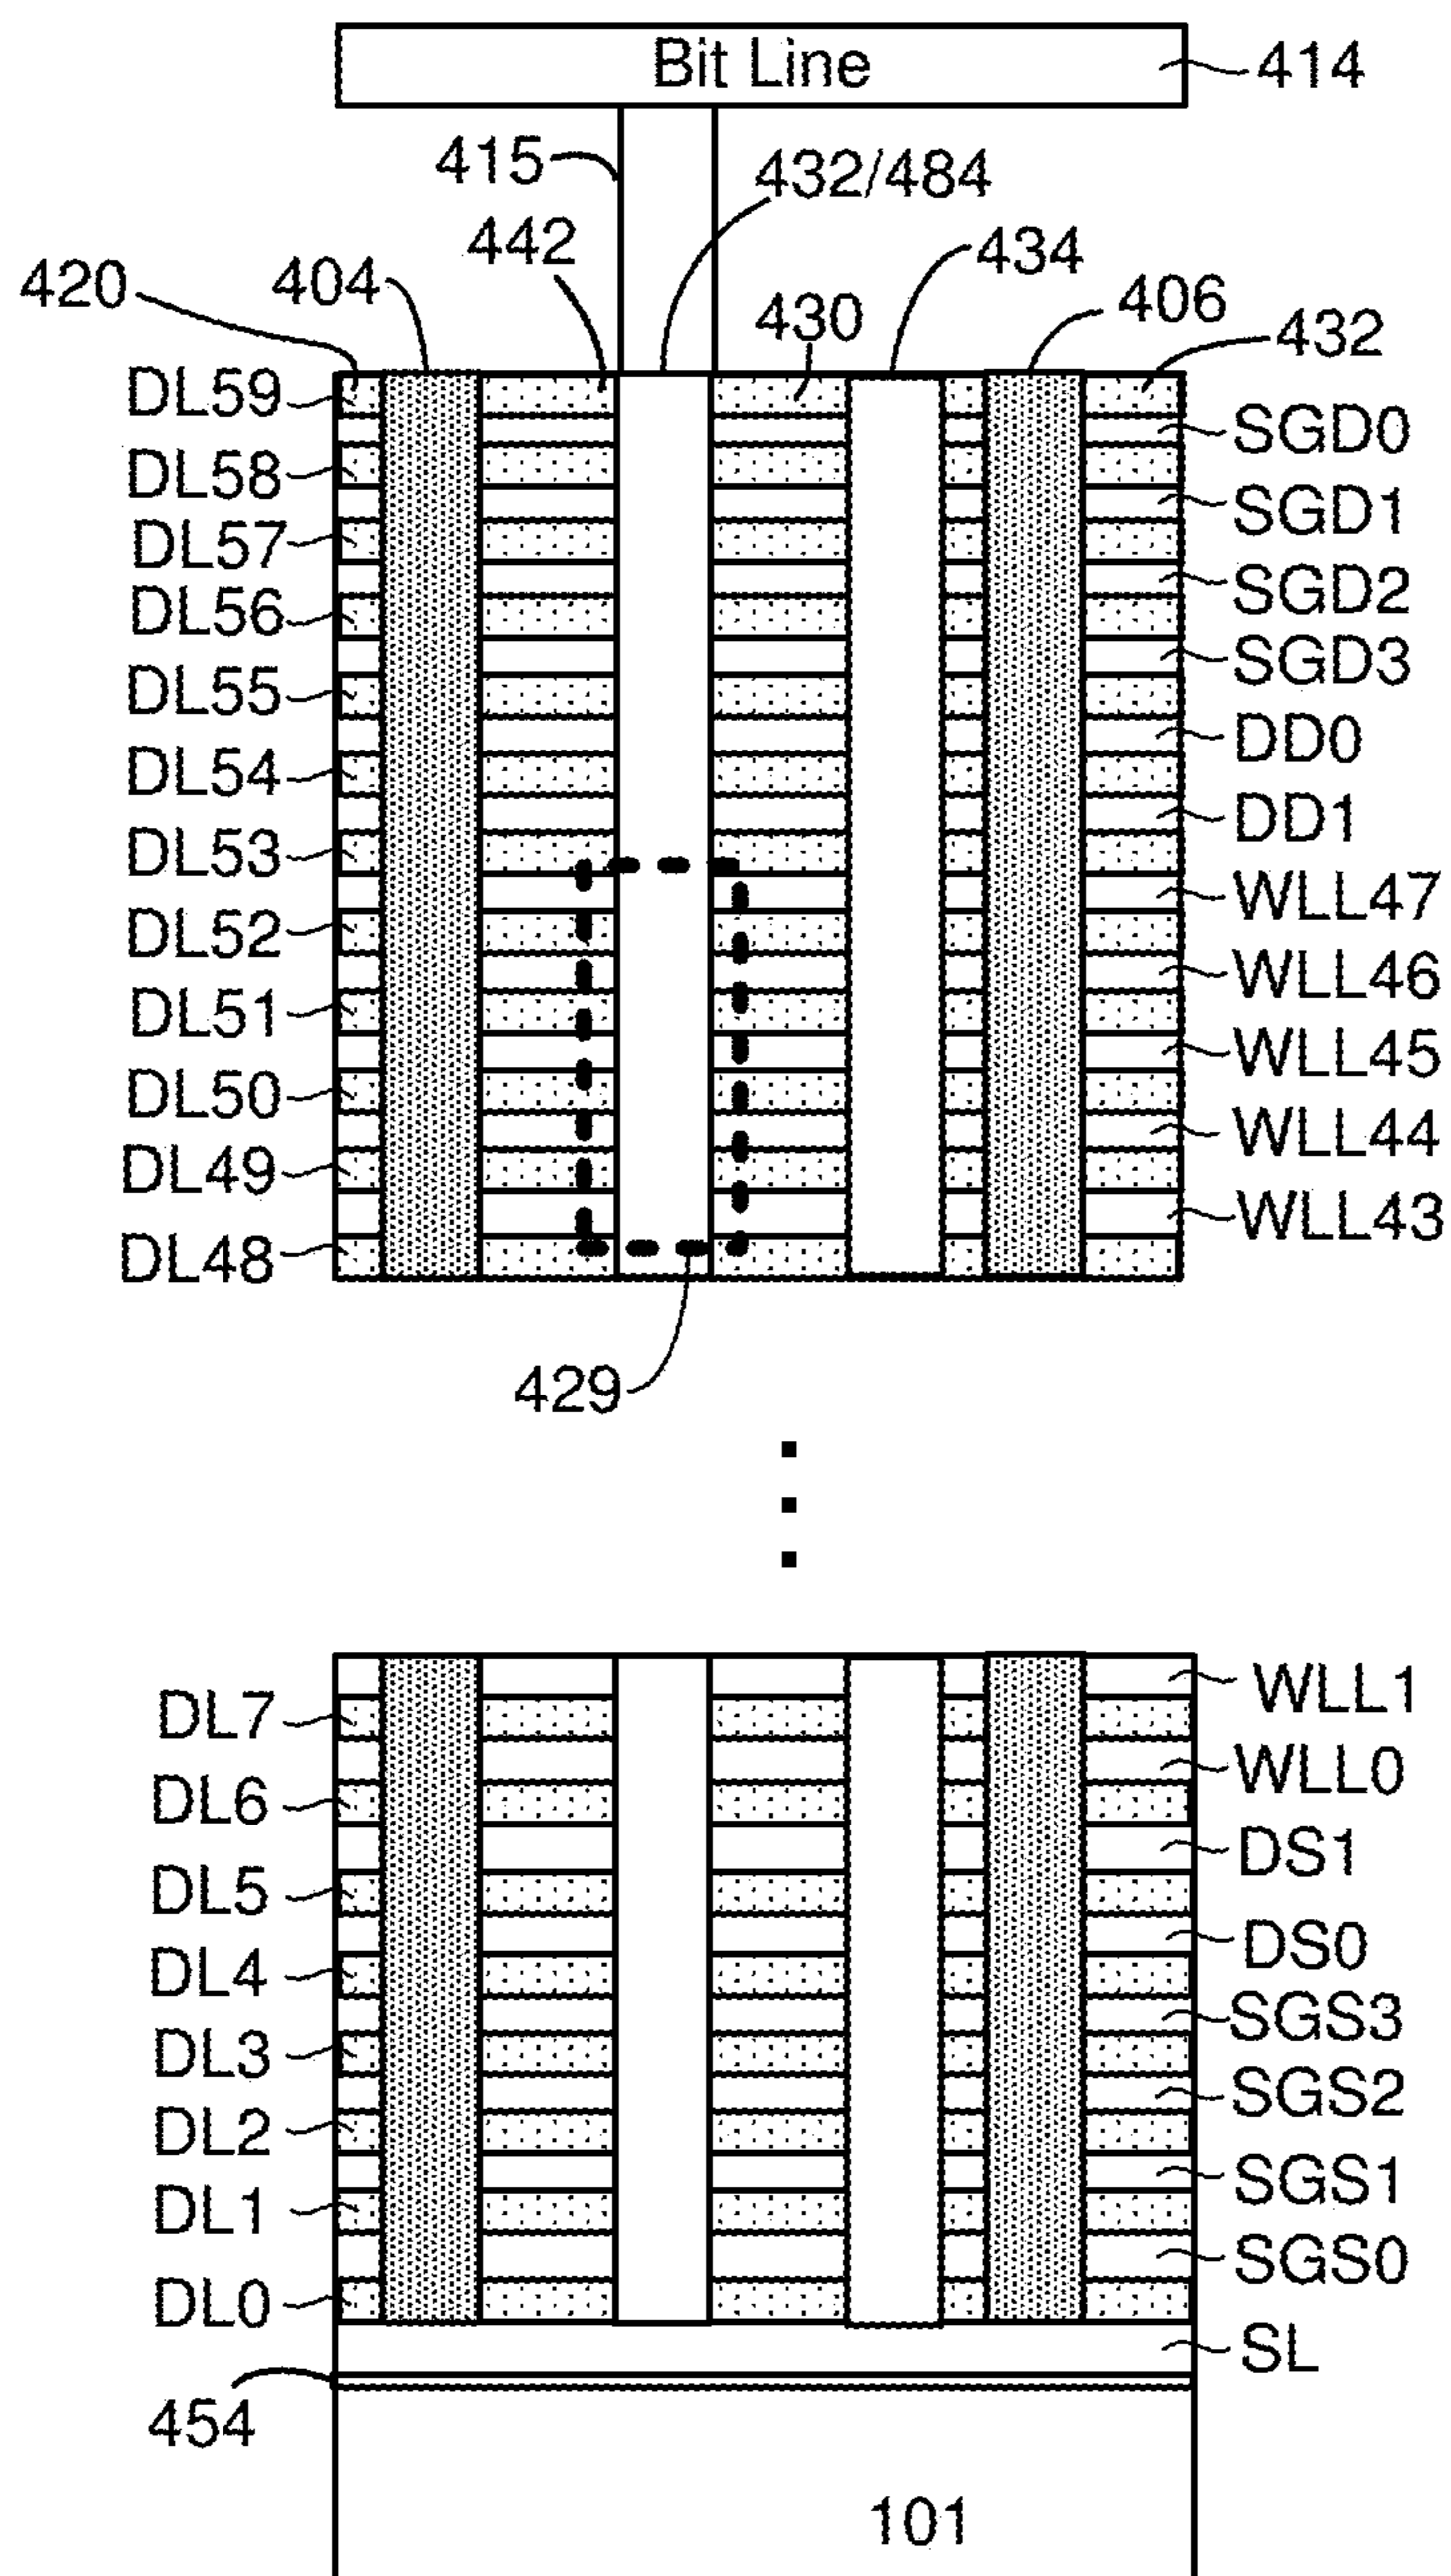 Bit Line 414
415 432/484
442 434
420 404 430 406 432
DL59 SGD0
DL58 SGD1
DL57 SGD2
DL56 SGD3
DL55 DD0
DL54 DD1
DL53 WLL47
DL52 WLL46
DL51 WLL45
DL50 WLL44
DL49 WLL43
DL48
429
WLL1
DL7 WLL0
DL6 DS1
DL5 DS0
DL4 SGS3
DL3 SGS2
DL2 SGS1
DL1 SGS0
DL0 SL
454
101